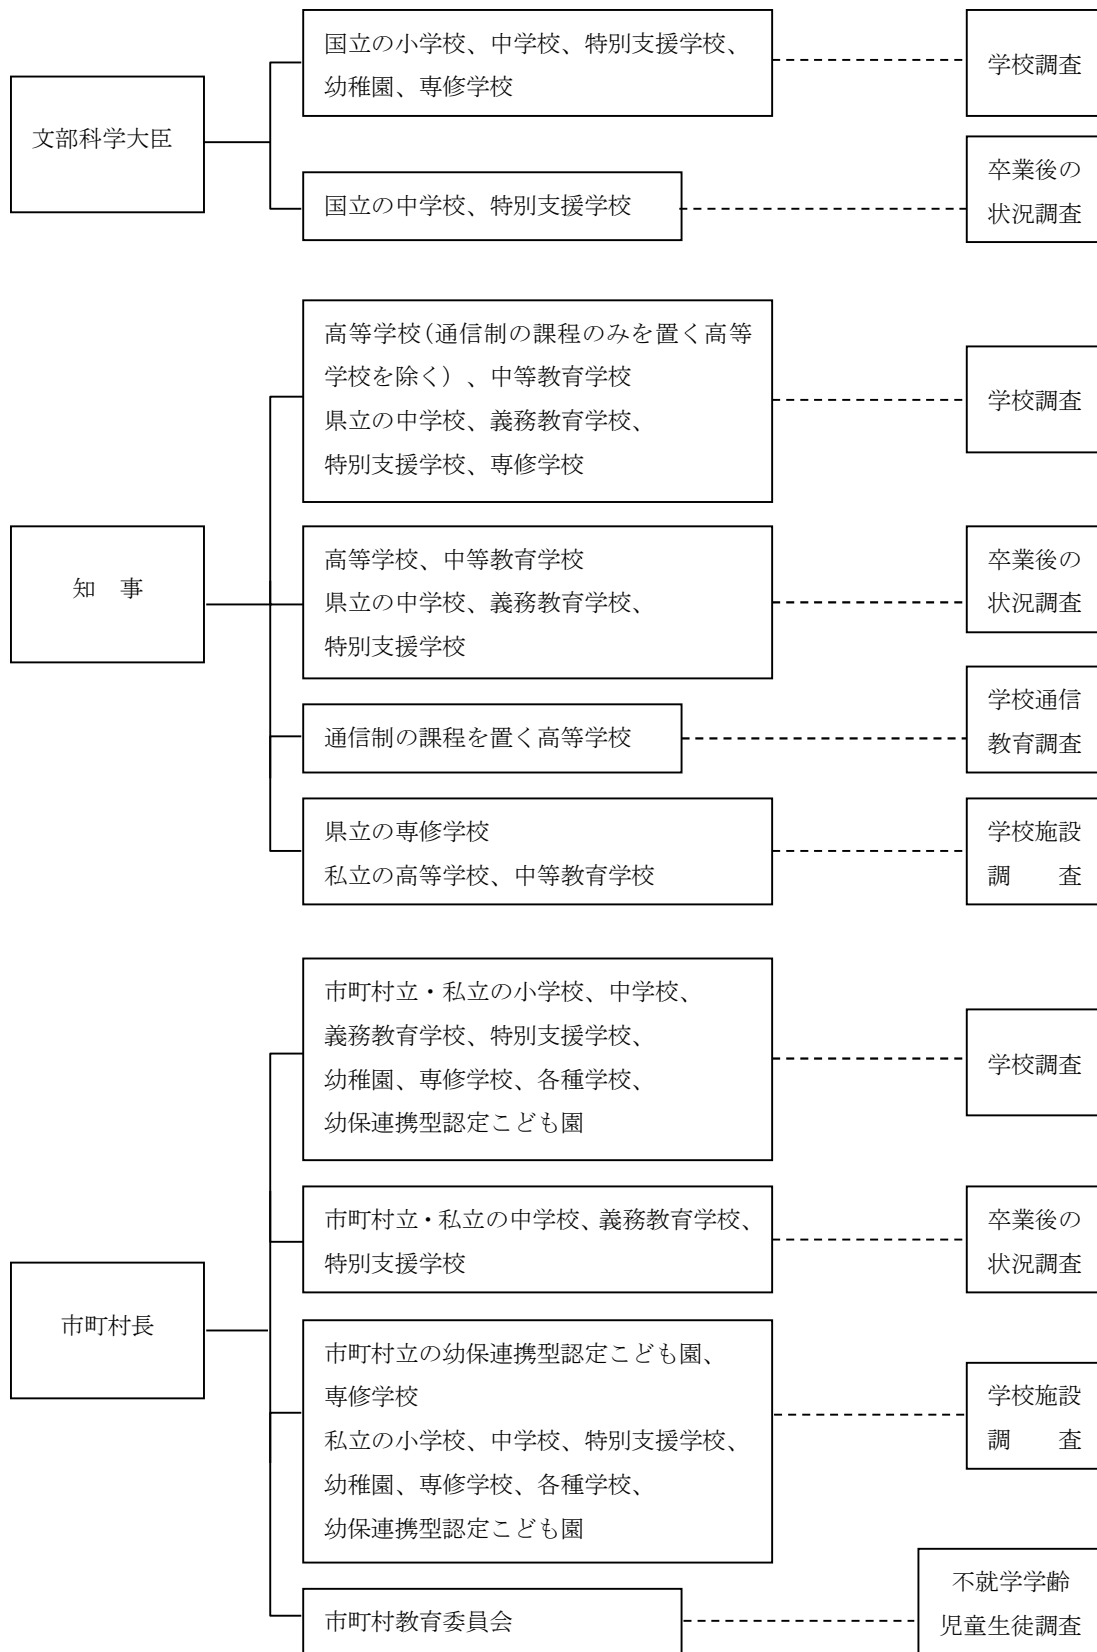 国立の小学校、中学校、特別支援学校、
幼稚園、専修学校
学校調査
文部科学大臣
国立の中学校、特別支援学校
卒業後の
状況調査
高等学校(通信制の課程のみを置く高等
学校を除く)、中等教育学校
県立の中学校、義務教育学校、
特別支援学校、専修学校
学校調査
知 事
高等学校、中等教育学校
県立の中学校、義務教育学校、
特別支援学校
卒業後の
状況調査
通信制の課程を置く高等学校
学校通信
教育調査
県立の専修学校
私立の高等学校、中等教育学校
学校施設
調 査
市町村立・私立の小学校、中学校、
義務教育学校、特別支援学校、
幼稚園、専修学校、各種学校、
幼保連携型認定こども園
学校調査
市町村立・私立の中学校、義務教育学校、
特別支援学校
卒業後の
状況調査
市町村長
市町村立の幼保連携型認定こども園、
専修学校
私立の小学校、中学校、特別支援学校、
幼稚園、専修学校、各種学校、
幼保連携型認定こども園
学校施設
調 査
市町村教育委員会
不就学学齢
児童生徒調査